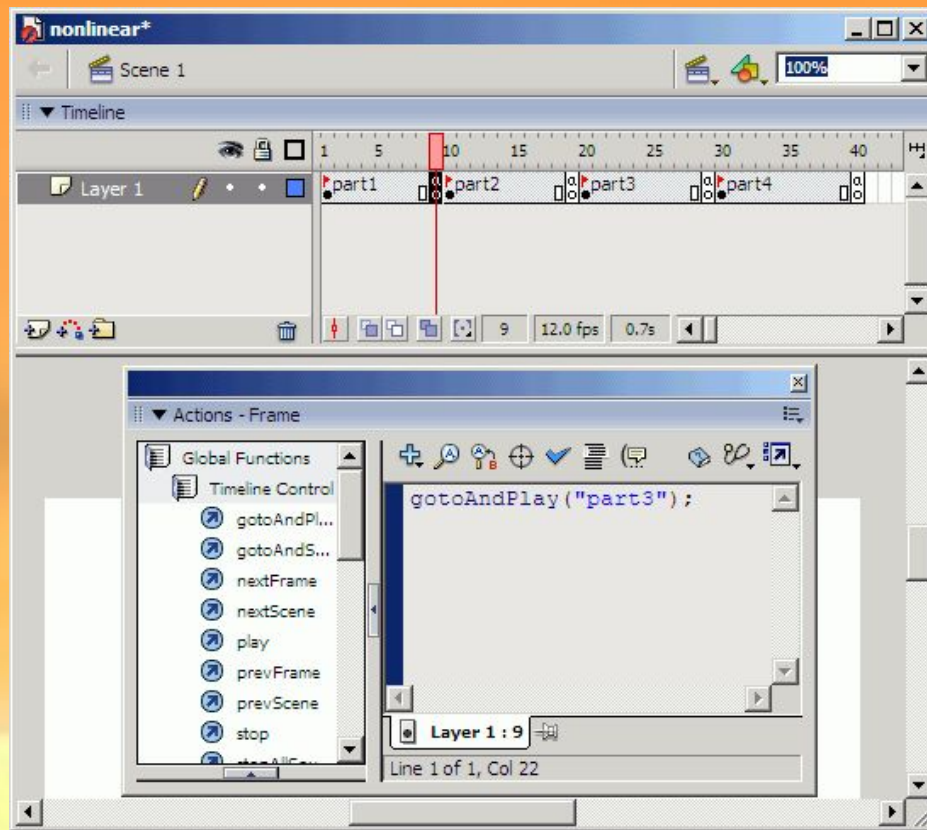 nonlinear*
Scene 1
100%
Timeline
1 5 10 15 20 25 30 35 40
Layer 1
part1 part2 part3 part4
9 12.0 fps 0.7s
Actions - Frame
Global Functions
Timeline Control
gotoAndPl...
gotoAndS...
nextFrame
nextScene
play
prevFrame
prevScene
stop
gotoAndPlay("part3");
Layer 1 : 9
Line 1 of 1, Col 22